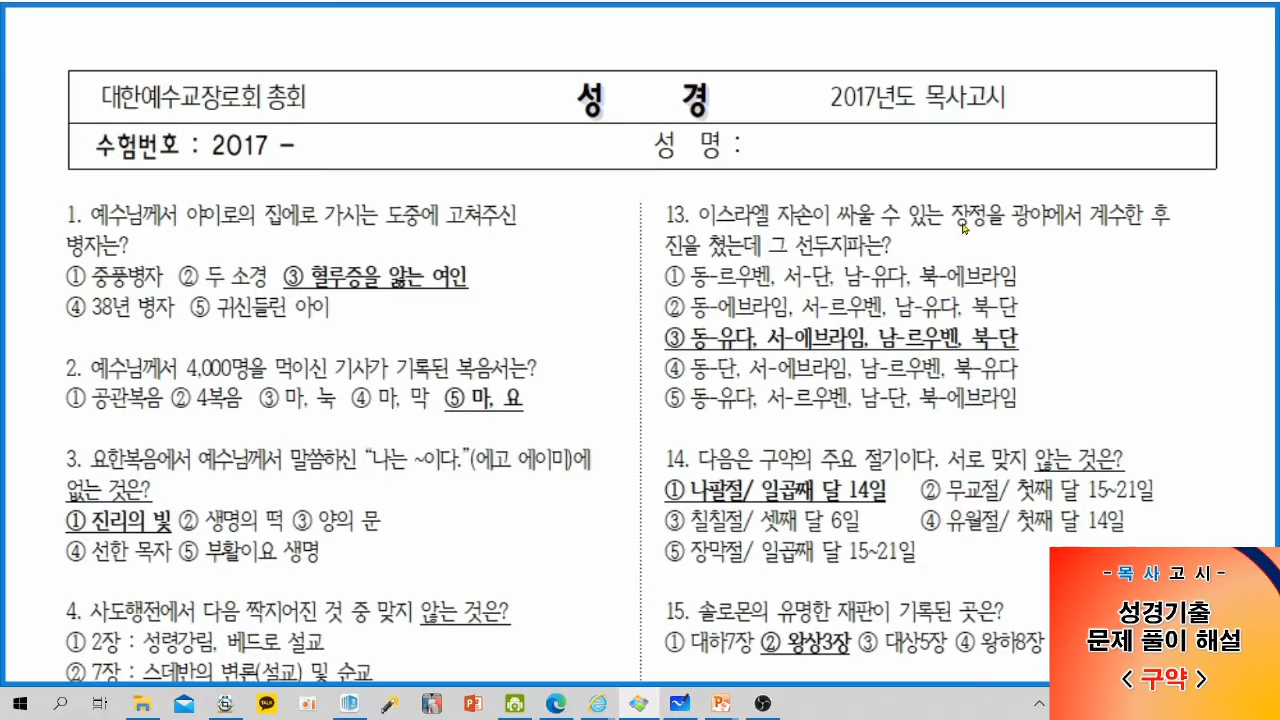 대한예수교장로회 총회 성 경 2017년도 목사고시
수험번호 : 2017 - 성 명 :
1. 예수님께서 야이로의 집에로 가시는 도중에 고쳐주신
병자는?
① 중풍병자 ② 두 소경 ③ 혈루증을 앓는 여인
④ 38년 병자 ⑤ 귀신들린 아이
2. 예수님께서 4,000명을 먹이신 기사가 기록된 복음서는?
① 공관복음 ② 4복음 ③ 마, 눅 ④ 마, 막 ⑤ 마, 요
3. 요한복음에서 예수님께서 말씀하신 “나는 ~이다.”(에고 에이미)에
없는 것은?
① 진리의 빛 ② 생명의 떡 ③ 양의 문
④ 선한 목자 ⑤ 부활이요 생명
4. 사도행전에서 다음 짝지어진 것 중 맞지 않는 것은?
① 2장 : 성령강림, 베드로 설교
② 7장 : 스데반의 변론(설교) 및 순교
13. 이스라엘 자손이 싸울 수 있는 장정을 광야에서 계수한 후
진을 쳤는데 그 선두지파는?
① 동-르우벤, 서-단, 남-유다, 북-에브라임
② 동-에브라임, 서-르우벤, 남-유다, 북-단
③ 동-유다, 서-에브라임, 남-르우벤, 북-단
④ 동-단, 서-에브라임, 남-르우벤, 북-유다
⑤ 동-유다, 서-르우벤, 남-단, 북-에브라임
14. 다음은 구약의 주요 절기이다. 서로 맞지 않는 것은?
① 나팔절/ 일곱째 달 14일 ② 무교절/ 첫째 달 15~21일
③ 칠칠절/ 셋째 달 6일 ④ 유월절/ 첫째 달 14일
⑤ 장막절/ 일곱째 달 15~21일
15. 솔로몬의 유명한 재판이 기록된 곳은?
① 대하7장 ② 왕상3장 ③ 대상5장 ④ 왕하8장
- 목 사 고 시 -
성경기출
문제 풀이 해설
< 구약 >
TALK